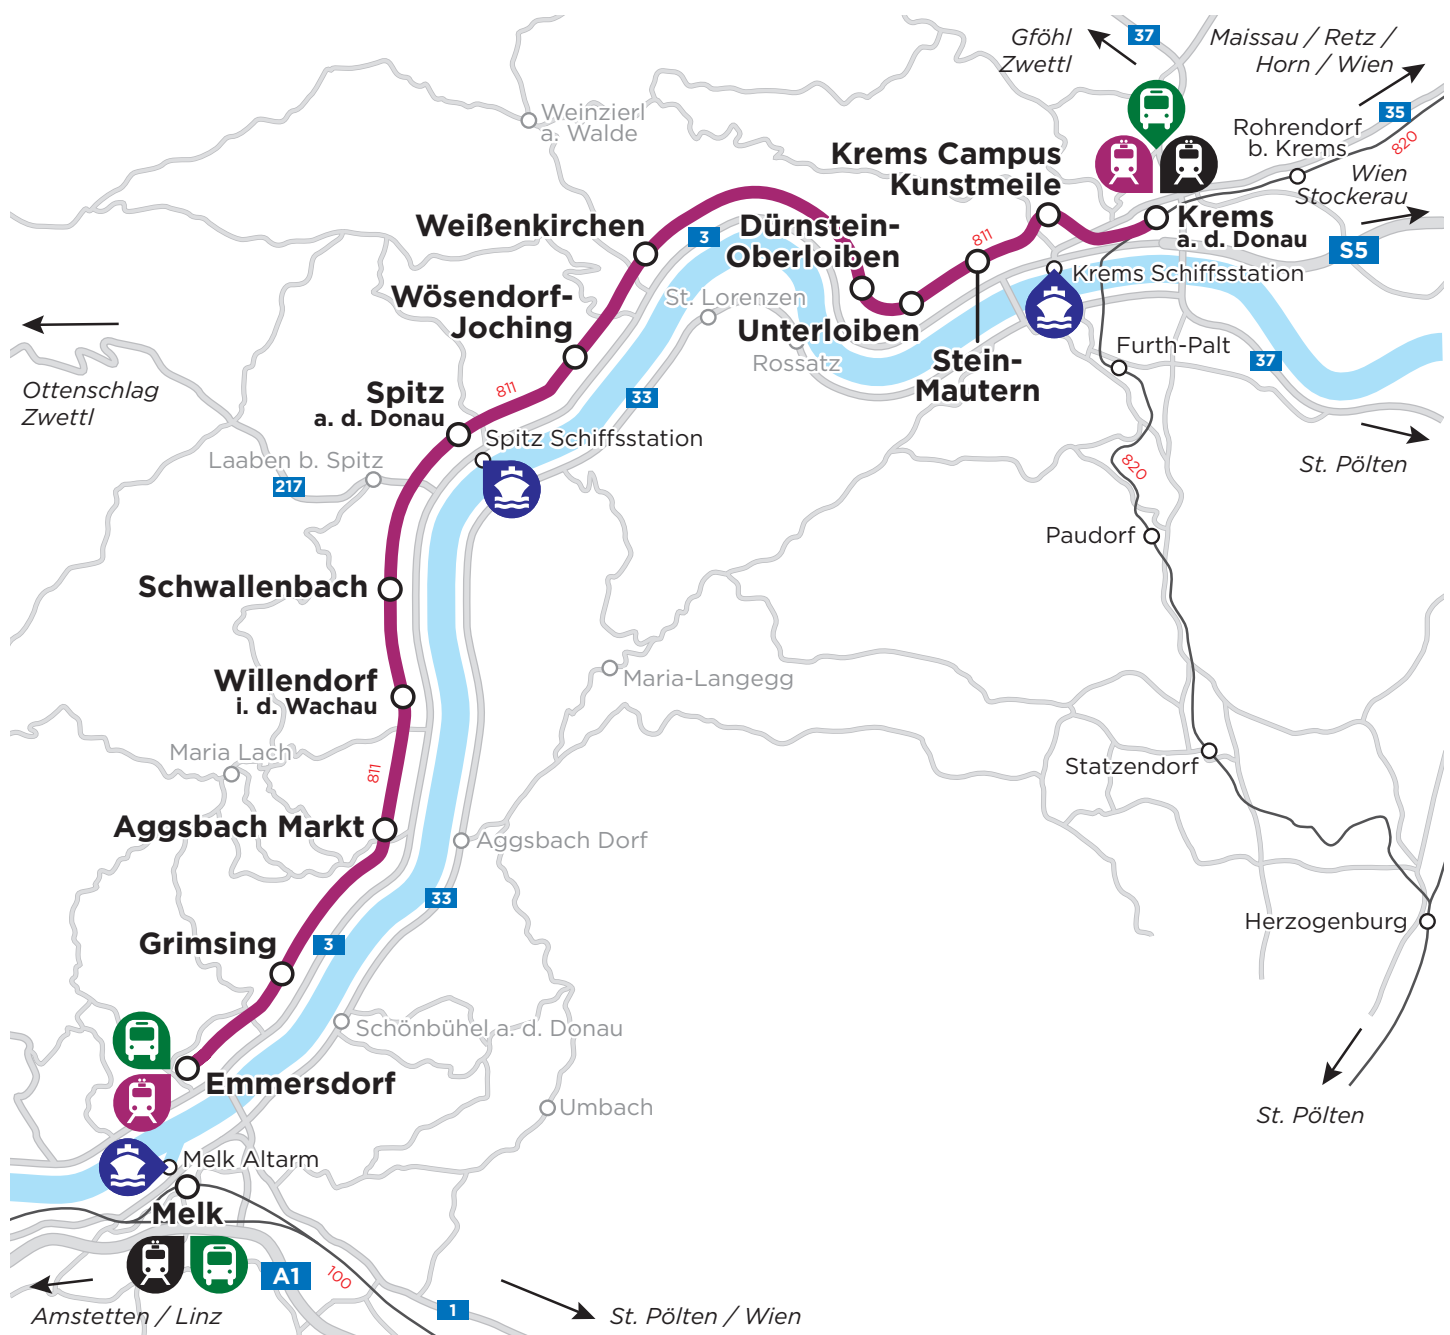 Gföhl
Zwettl
37
Maissau / Retz /
Horn / Wien
35
Weinzierl
a. Walde
Rohrendorf
b. Krems
820
Krems Campus
Kunstmeile
Wien
Stockerau
Weißenkirchen
3
Dürnstein-
Oberloiben
811
Krems
a. d. Donau
S5
Krems Schiffsstation
Wösendorf-
Joching
St. Lorenzen
Unterloiben
Rossatz
Stein-
Mautern
Furth-Palt
37
Ottenschlag
Zwettl
Spitz
a. d. Donau
811
33
Spitz Schiffsstation
St. Pölten
Laaben b. Spitz
217
820
Paudorf
Schwallenbach
Willendorf
i. d. Wachau
Maria-Langegg
Maria Lach
811
Statzendorf
Aggsbach Markt
Aggsbach Dorf
33
Grimsing
3
Herzogenburg
Schönbühel a. d. Donau
Emmersdorf
Umbach
St. Pölten
Melk Altarm
Melk
A1
100
Amstetten / Linz
1
St. Pölten / Wien